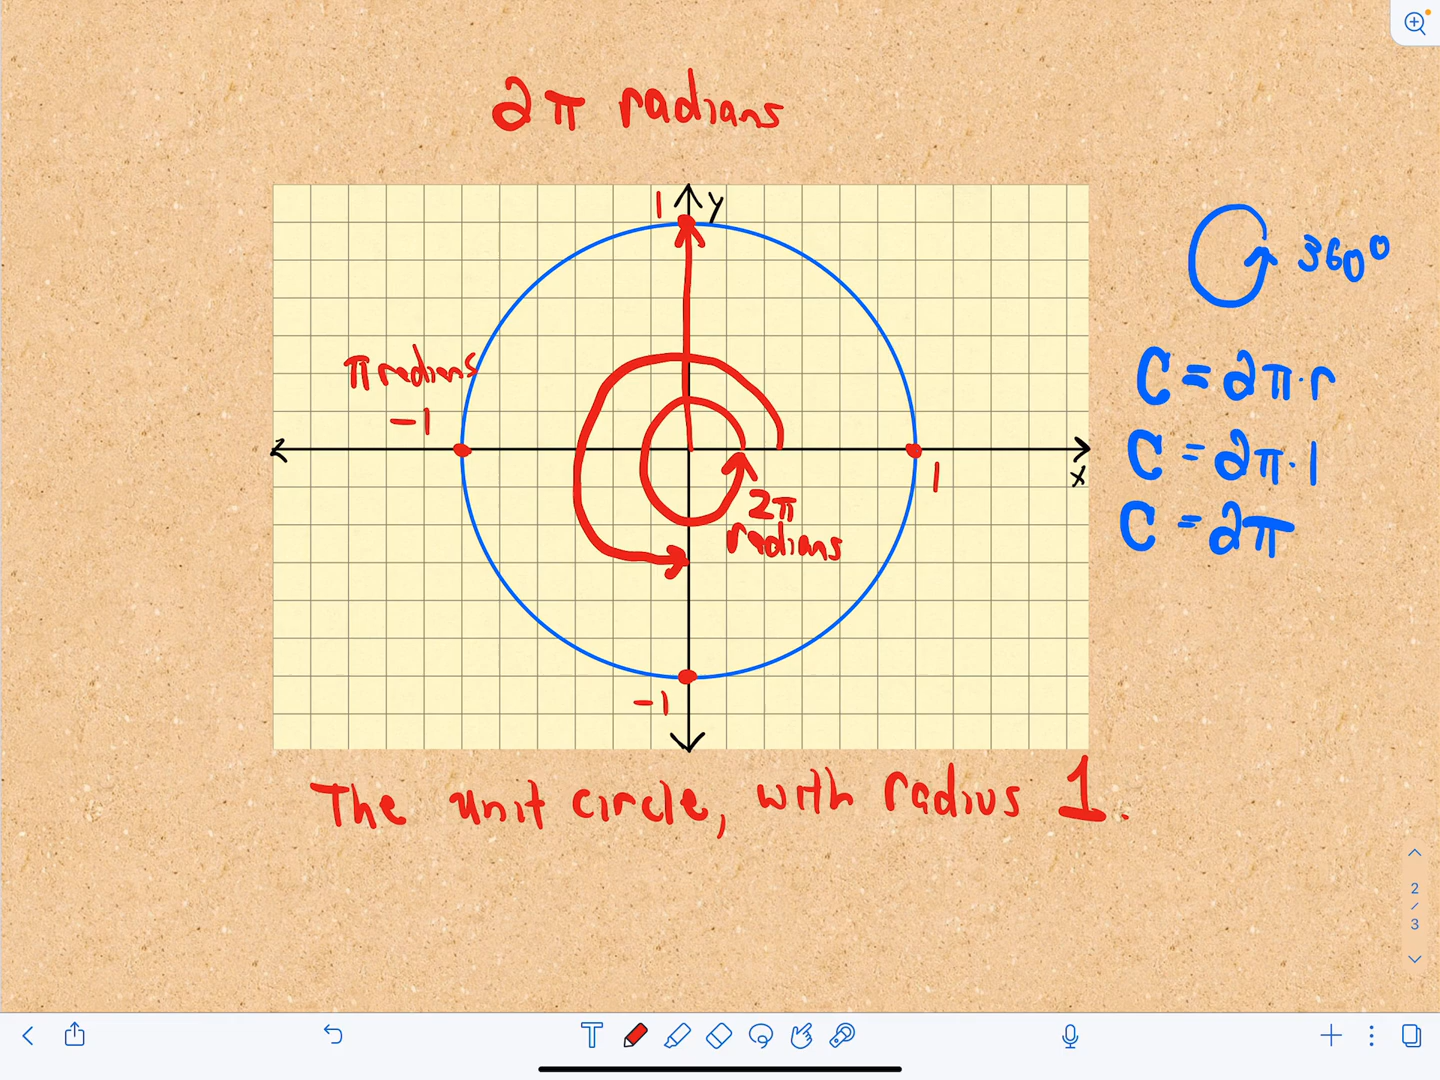 2π radians
1
y
360°
π radians
-1
C = 2π·r
C = 2π·1
1
x
2π
radians
C = 2π
-1
The unit circle, with radius 1.
2
/
3
T